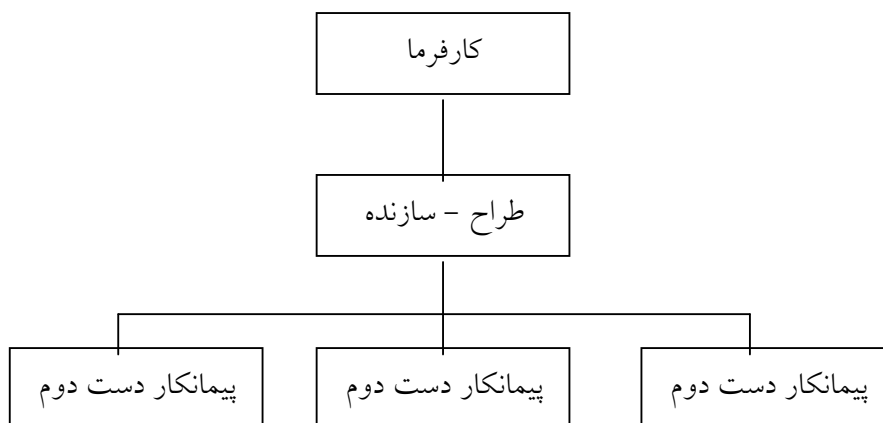 کارفرما
طراح - سازنده
پیمانکار دست دوم
پیمانکار دست دوم
پیمانکار دست دوم